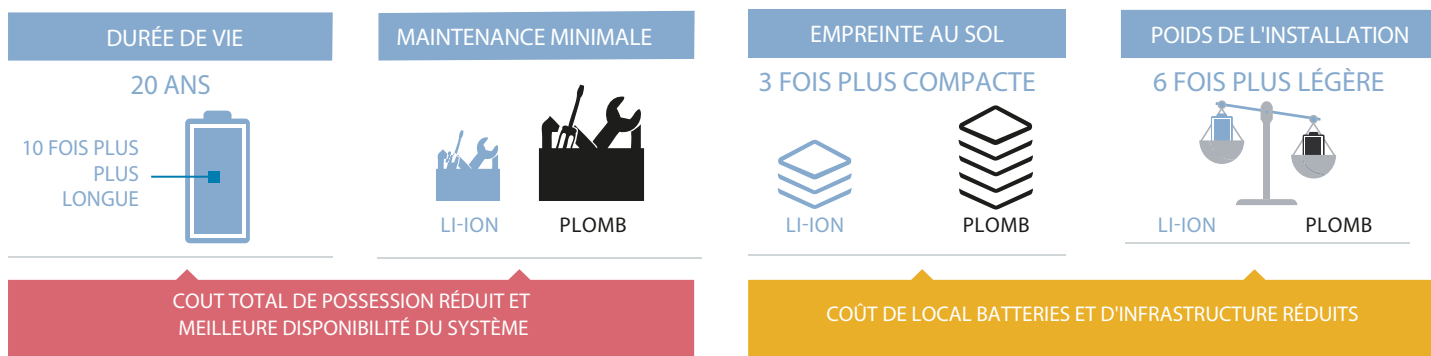 DURÉE DE VIE
20 ANS
10 FOIS PLUS
PLUS
LONGUE
MAINTENANCE MINIMALE
LI-ION
PLOMB
EMPREINTE AU SOL
3 FOIS PLUS COMPACTE
LI-ION
PLOMB
POIDS DE L'INSTALLATION
6 FOIS PLUS LÉGÈRE
LI-ION
PLOMB
COUT TOTAL DE POSSESSION RÉDUIT ET
MEILLEURE DISPONIBILITÉ DU SYSTÈME
COÛT DE LOCAL BATTERIES ET D'INFRASTRUCTURE RÉDUITS